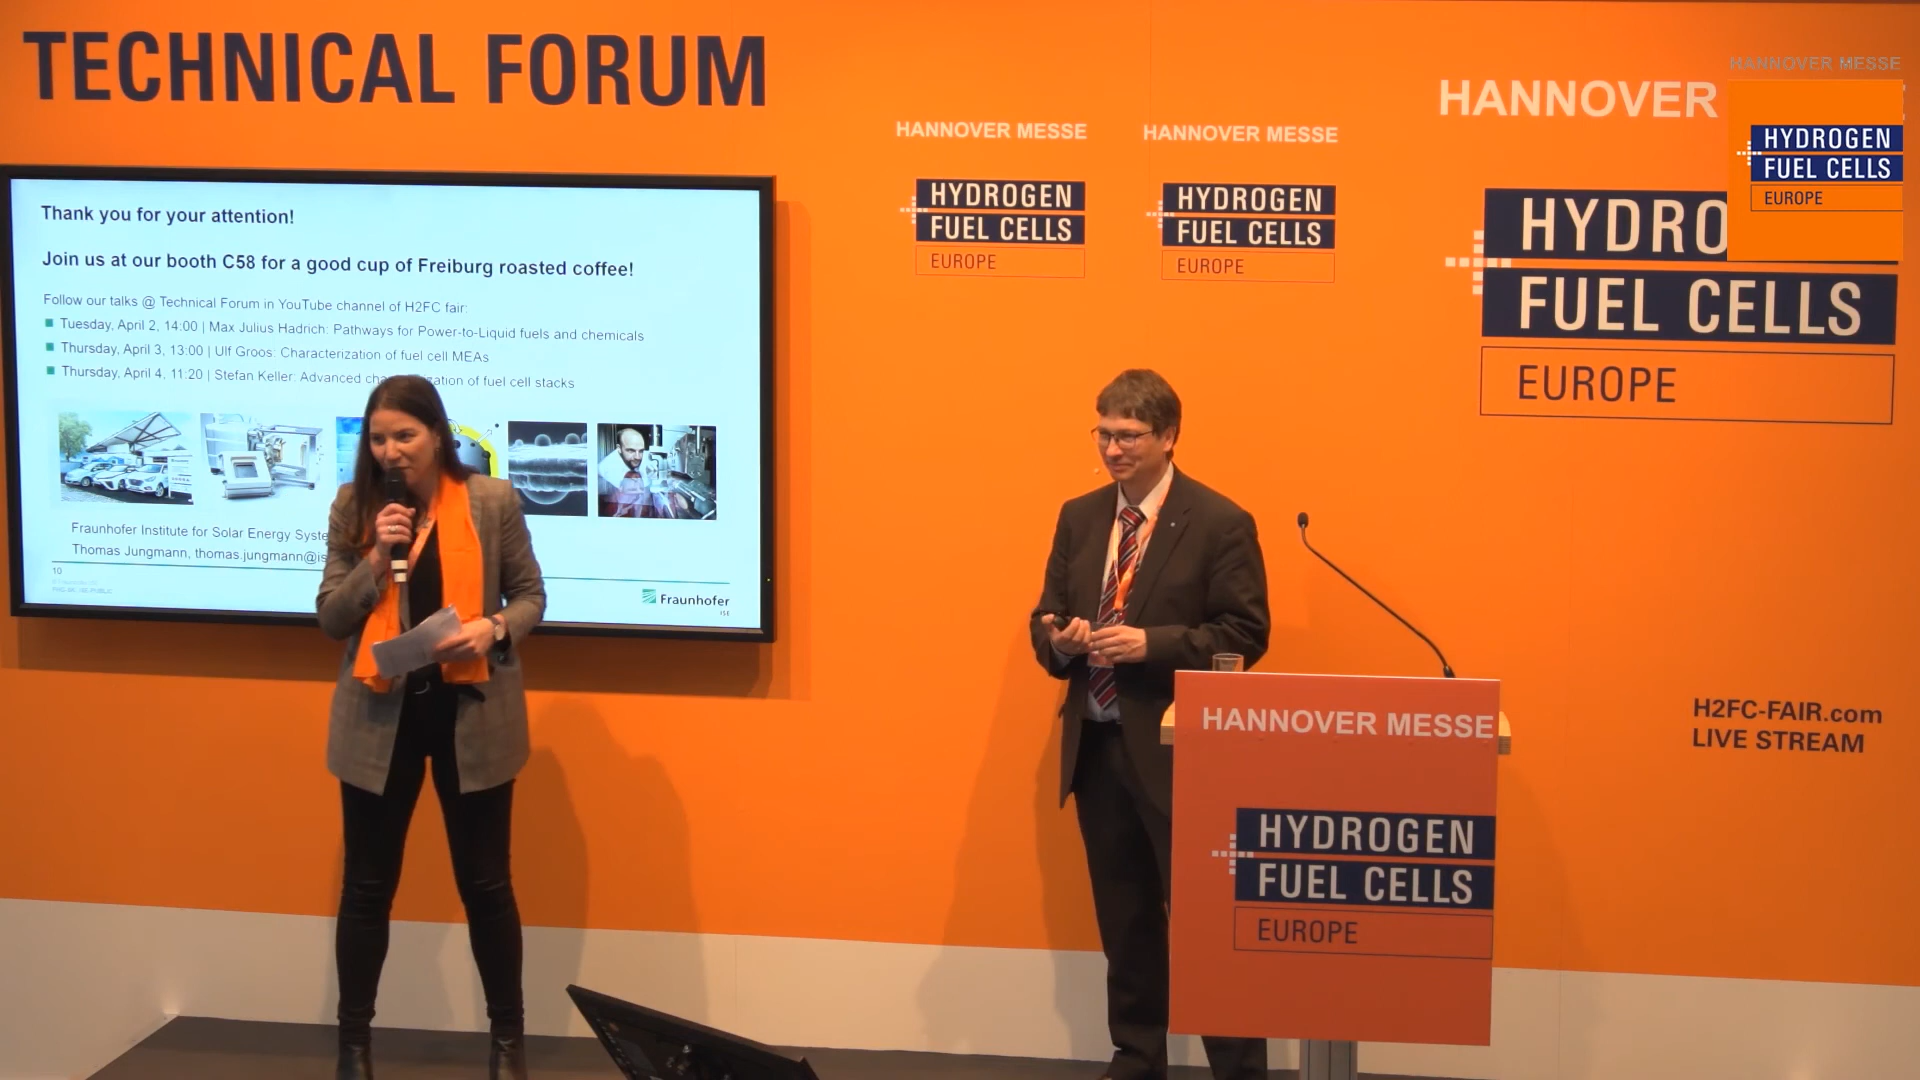 TECHNICAL FORUM
Thank you for your attention!
Join us at our booth C58 for a good cup of Freiburg roasted coffee!
Follow our talks @ Technical Forum in YouTube channel of H2FC fair:
Tuesday, April 2, 14:00 | Max Julius Hadrich: Pathways for Power-to-Liquid fuels and chemicals
Thursday, April 3, 13:00 | Ulf Groos: Characterization of fuel cell MEAs
Thursday, April 4, 11:20 | Stefan Keller: Advanced cha zation of fuel cell stacks
Fraunhofer Institute for Solar Energy Syste
Thomas Jungmann, thomas.jungmann@is
10
Fraunhofer
ISE
HANNOVER MESSE
HYDROGEN
FUEL CELLS
EUROPE
HANNOVER MESSE
HYDROGEN
FUEL CELLS
EUROPE
HANNOVER
HYDRO
FUEL CELLS
EUROPE
HANNOVER MESSE
HYDROGEN
FUEL CELLS
EUROPE
H2FC-FAIR.com
LIVE STREAM
HANNOVER MESSE
HYDROGEN
FUEL CELLS
EUROPE